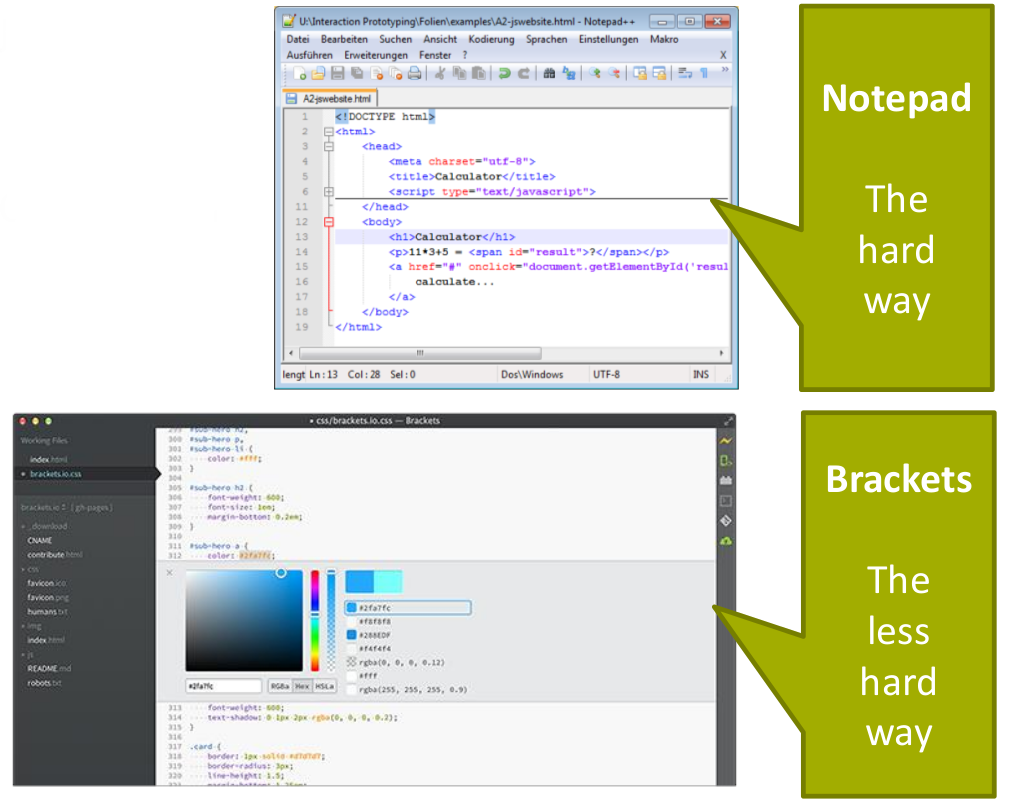 U:\Interaction Prototyping\Folien\examples\A2-jswebsite.html - Notepad++
Datei Bearbeiten Suchen Ansicht Kodierung Sprachen Einstellungen Makro
Ausführen Erweiterungen Fenster ? X
A2-jswebsite.html
1 <!DOCTYPE html>
2 <html>
3 <head>
4 <meta charset="utf-8">
5 <title>Calculator</title>
6 <script type="text/javascript">
11 </head>
12 <body>
13 <h1>Calculator</h1>
14 <p>11*3+5 = <span id="result">?</span></p>
15 <a href="#" onclick="document.getElementById('resul
16 calculate...
17 </a>
18 </body>
19 </html>
lengt Ln : 13 Col : 28 Sel : 0 Dos\Windows UTF-8 INS
Notepad
The
hard
way
• css/brackets.io.css — Brackets
Working Files
index.html
brackets.io.css
brackets.io [ gh-pages ]
_download
CNAME
contribute.html
css
favicon.ico
favicon.png
humans.txt
img
index.html
js
README.md
robots.txt
299 #sub-hero h2,
300 #sub-hero p,
301 #sub-hero li {
302 color: #fff;
303 }
304
305 #sub-hero h2 {
306 font-weight: 600;
307 font-size: 1em;
308 margin-bottom: 0.2em;
309 }
310
311 #sub-hero a {
312 color: #2fa7fc;
#2fa7fc
#f8f8f8
#288EDF
#f4f4f4
rgba(0, 0, 0, 0.12)
#fff
rgba(255, 255, 255, 0.9)
#2fa7fc RGBa Hex HSLa
313 font-weight: 600;
314 text-shadow: 0 1px 2px rgba(0, 0, 0, 0.2);
315 }
316
317 .card {
318 border: 1px solid #d7d7d7;
319 border-radius: 3px;
320 line-height: 1.5;
321 margin-bottom: 1.25em;
Brackets
The
less
hard
way